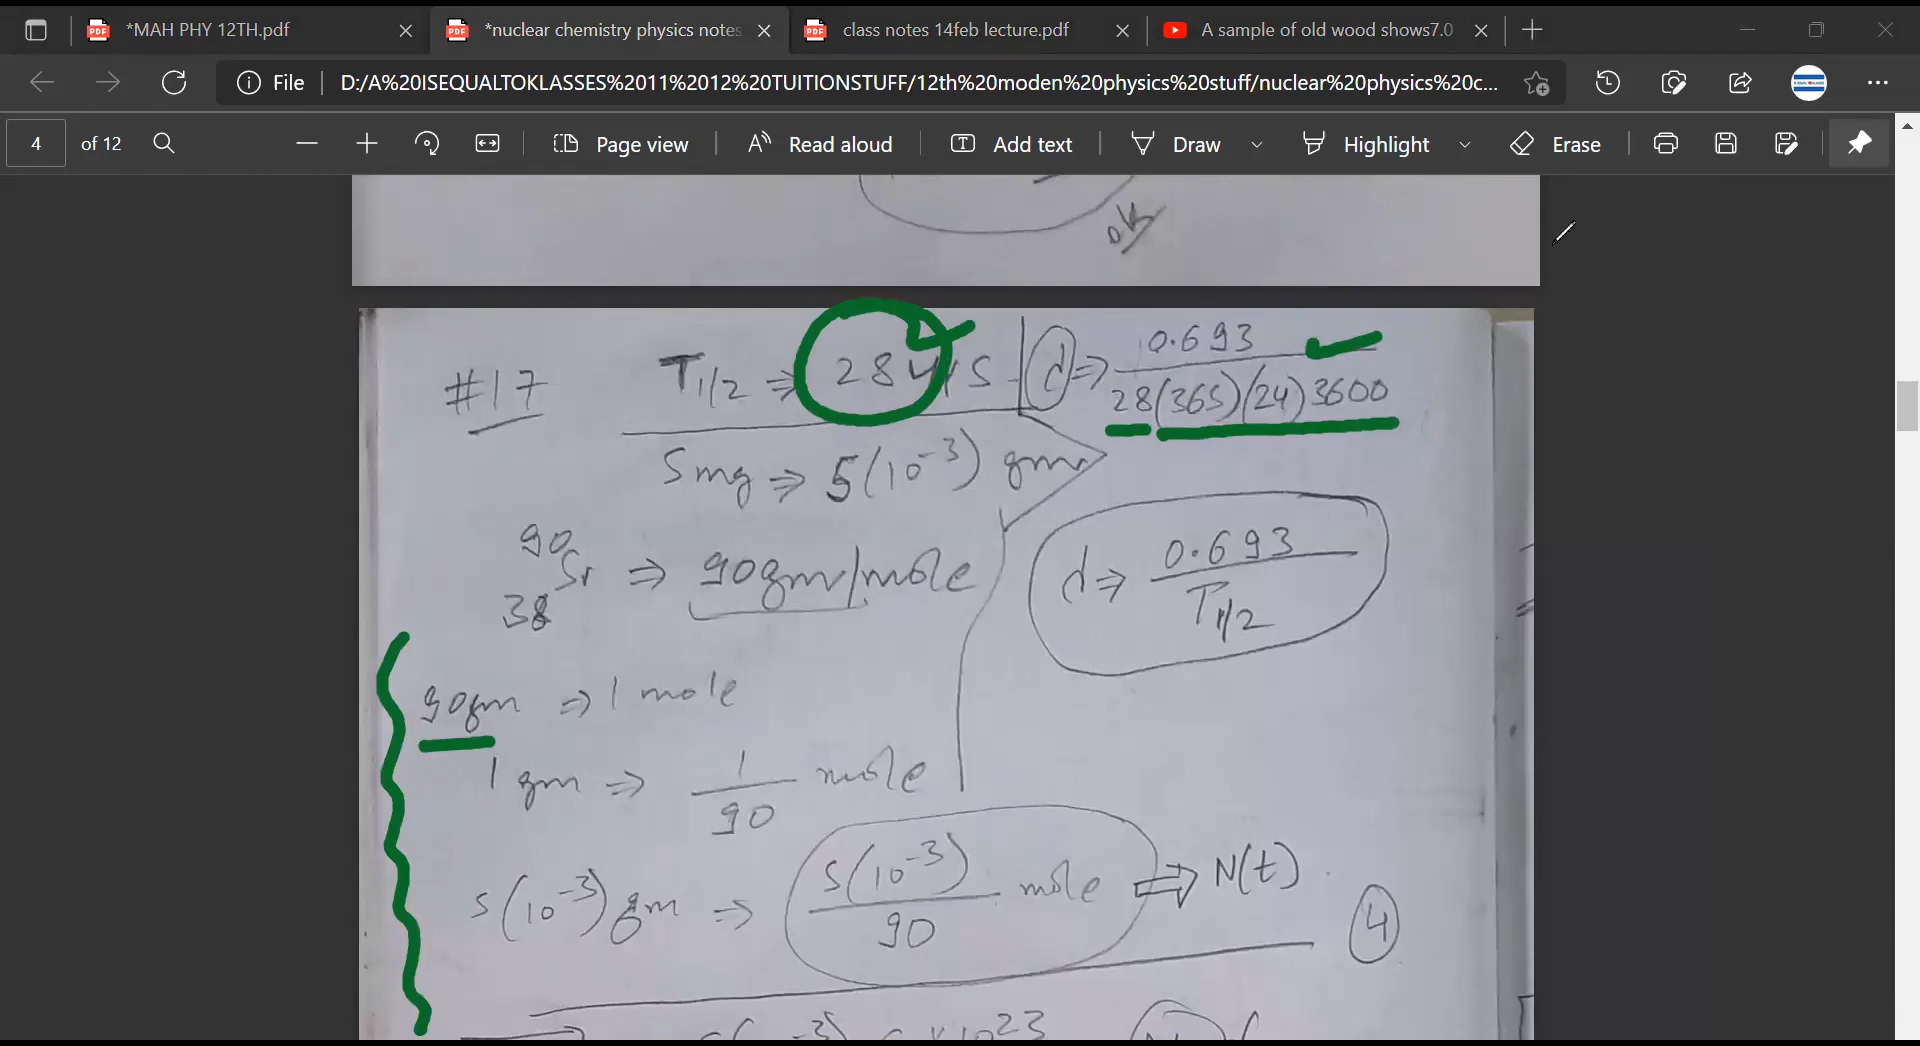 *MAH PHY 12TH.pdf
*nuclear chemistry physics notes
class notes 14feb lecture.pdf
A sample of old wood shows7.0
File
D:/A%20ISEQUALTOKLASSES%2011%2012%20TUITIONSTUFF/12th%20moden%20physics%20stuff/nuclear%20physics%20c...
4 of 12
Page view
Read aloud
Add text
Draw
Highlight
Erase
ok
#17
T1/2 ⇒ 28 yrs
λ ⇒ 0.693 / 28(365)(24)3600
5mg ⇒ 5(10^-3) gm
90 Sr 38 ⇒ 90gm/mole
λ ⇒ 0.693 / T1/2
90gm ⇒ 1 mole
1 gm ⇒ 1/90 mole
5(10^-3) gm ⇒ 5(10^-3)/90 mole ⇒ N(t)
4